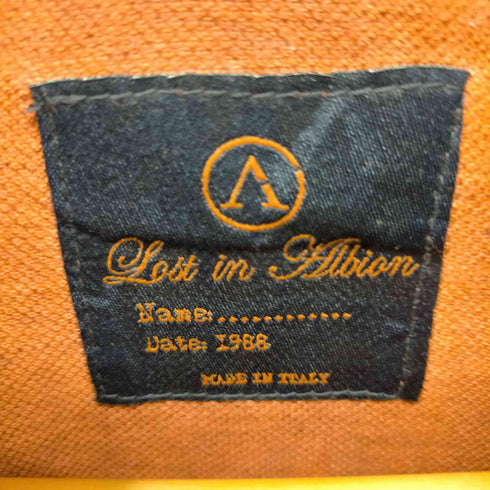 Lost in Albion
Name:............
Date: 1988
MADE IN ITALY